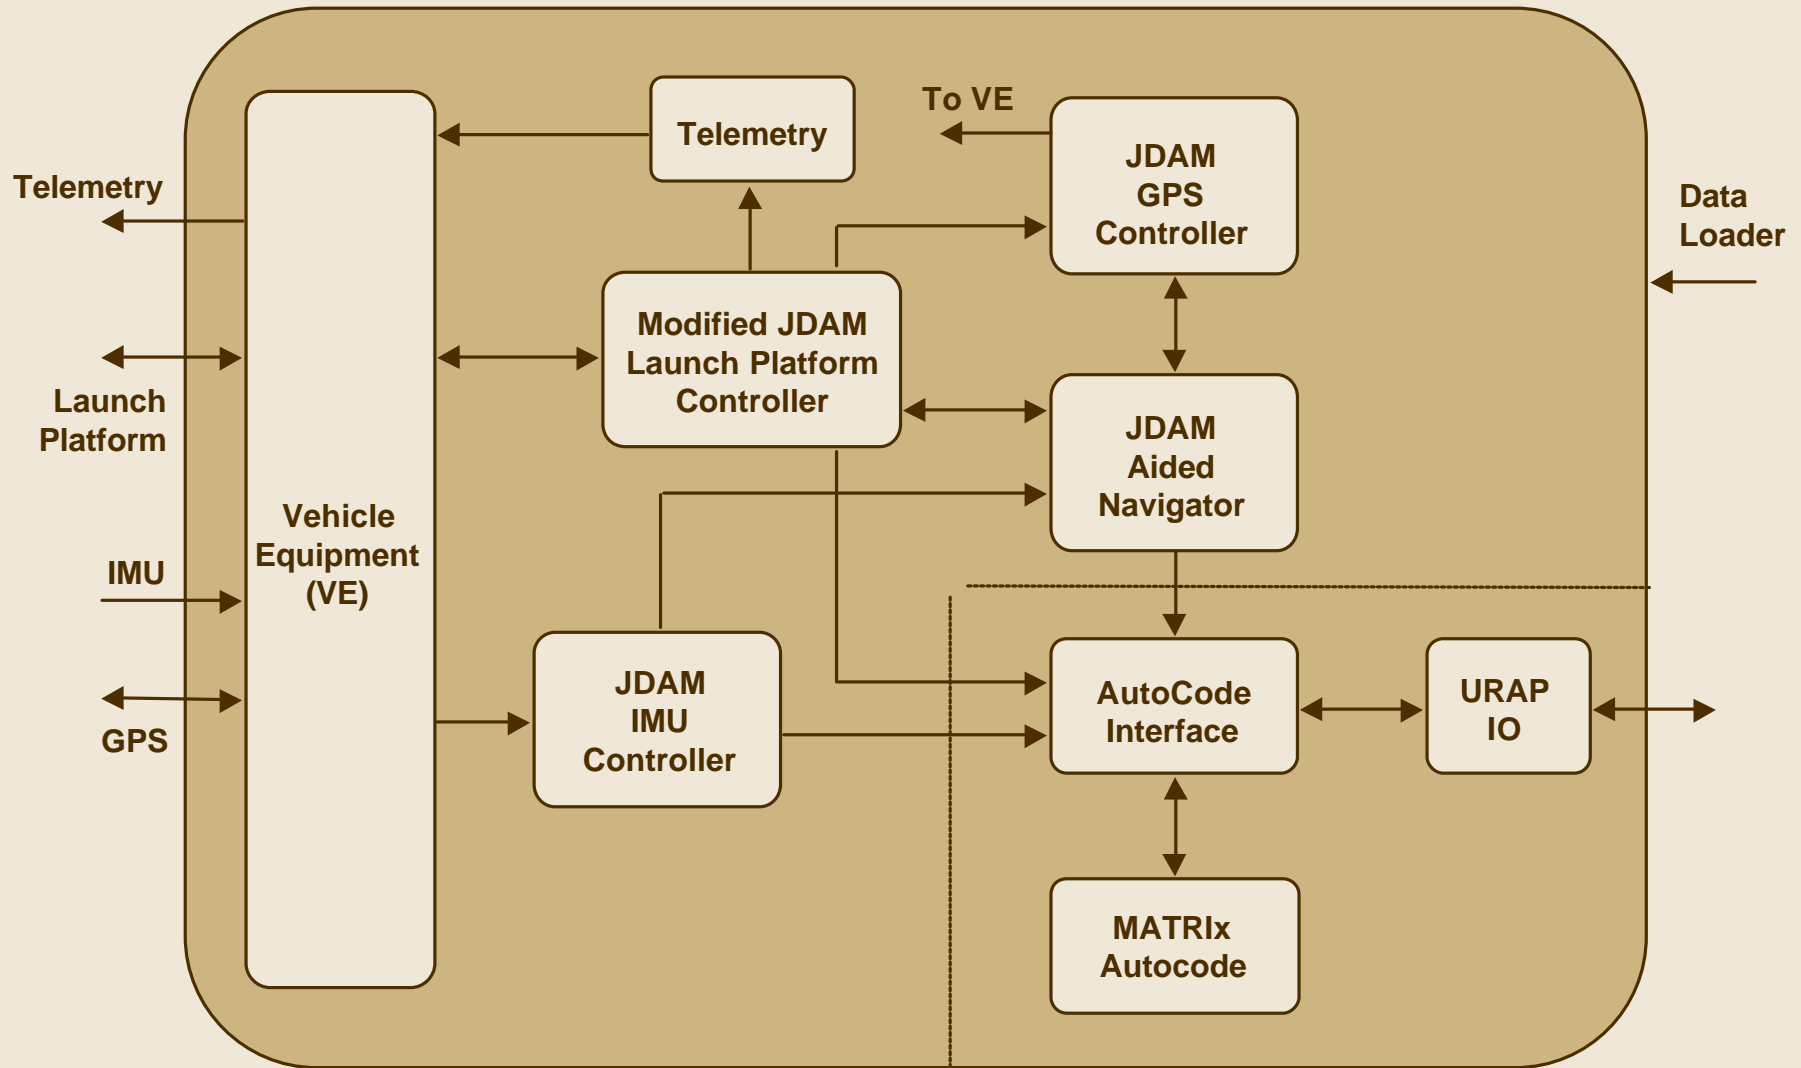 To VE
Telemetry
JDAM
GPS
Controller
Telemetry
Data
Loader
Modified JDAM
Launch Platform
Controller
Launch
Platform
JDAM
Aided
Navigator
Vehicle
Equipment
(VE)
IMU
GPS
JDAM
IMU
Controller
AutoCode
Interface
URAP
IO
MATRIx
Autocode